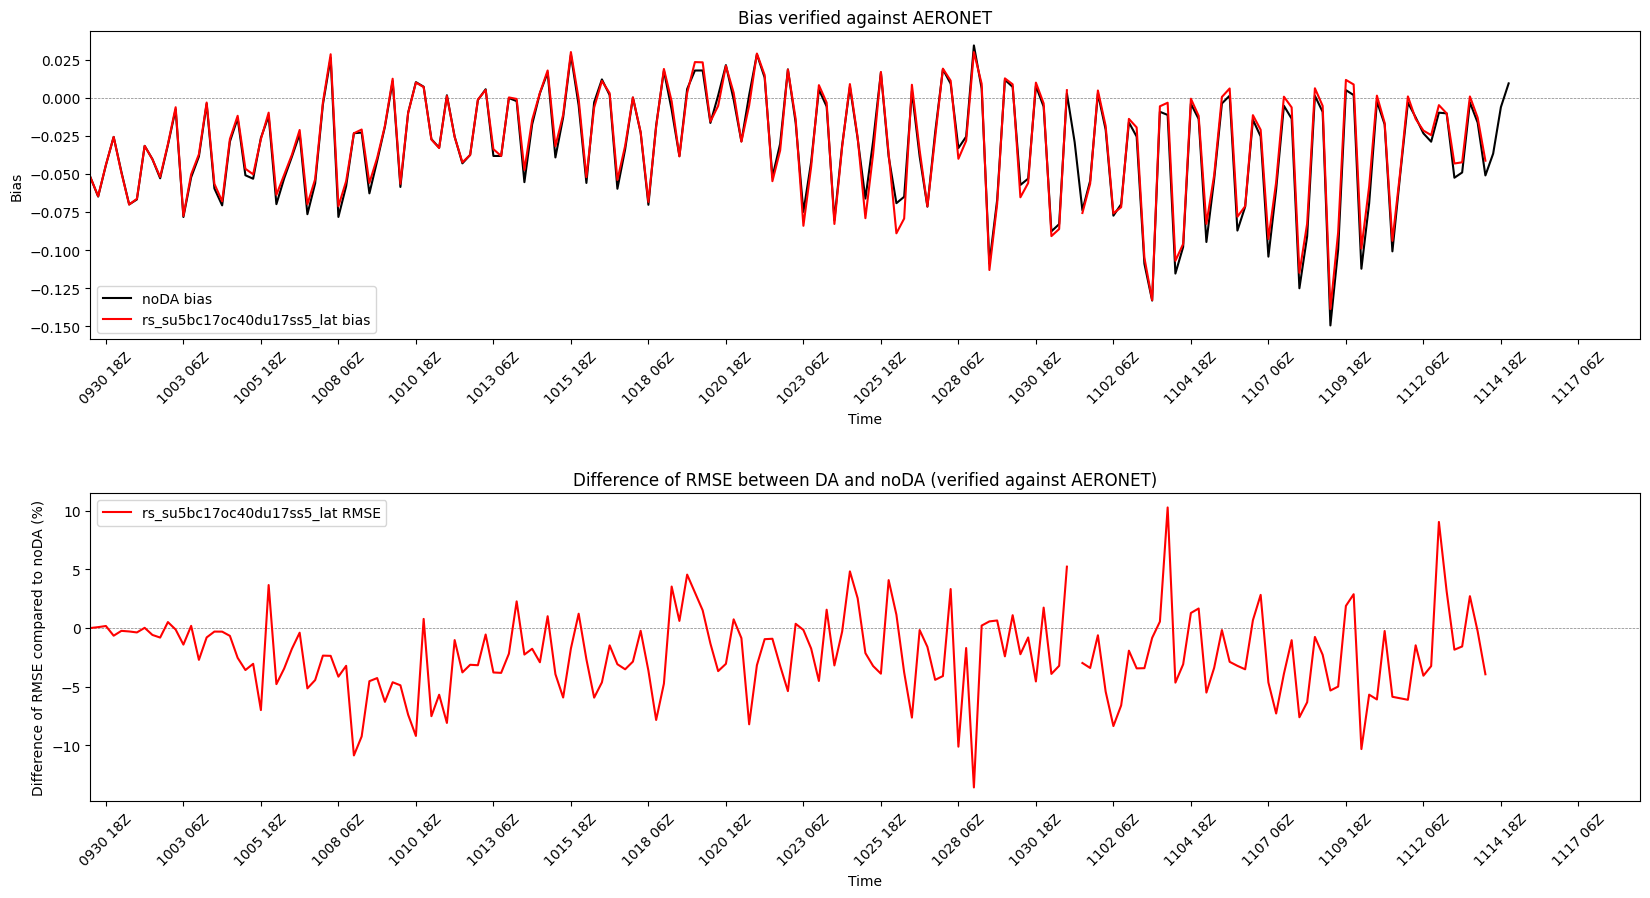 Bias verified against AERONET
Bias
0.025
0.000
−0.025
−0.050
−0.075
−0.100
−0.125
−0.150
noDA bias
rs_su5bc17oc40du17ss5_lat bias
0930 18Z
1003 06Z
1005 18Z
1008 06Z
1010 18Z
1013 06Z
1015 18Z
1018 06Z
1020 18Z
1023 06Z
1025 18Z
1028 06Z
1030 18Z
1102 06Z
1104 18Z
1107 06Z
1109 18Z
1112 06Z
1114 18Z
1117 06Z
Time
Difference of RMSE between DA and noDA (verified against AERONET)
Difference of RMSE compared to noDA (%)
10
5
0
−5
−10
rs_su5bc17oc40du17ss5_lat RMSE
0930 18Z
1003 06Z
1005 18Z
1008 06Z
1010 18Z
1013 06Z
1015 18Z
1018 06Z
1020 18Z
1023 06Z
1025 18Z
1028 06Z
1030 18Z
1102 06Z
1104 18Z
1107 06Z
1109 18Z
1112 06Z
1114 18Z
1117 06Z
Time